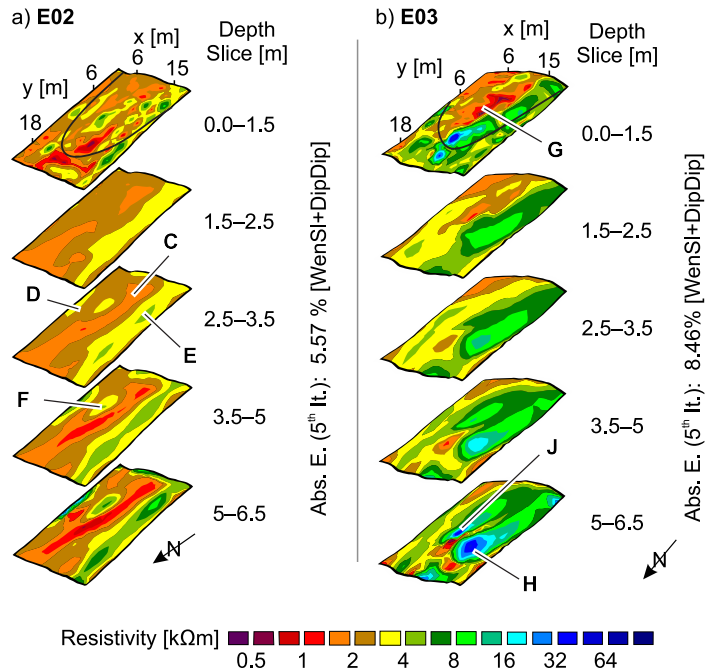 a) E02
Depth
Slice [m]
x [m]
6
15
y [m]
6
18
0.0–1.5
1.5–2.5
C
D
E
2.5–3.5
F
3.5–5
5–6.5
N
Abs. E. (5th It.): 5.57 % [WenSl+DipDip]
b) E03
Depth
Slice [m]
x [m]
6
15
y [m]
6
18
G
0.0–1.5
1.5–2.5
2.5–3.5
J
3.5–5
5–6.5
H
N
Abs. E. (5th It.): 8.46% [WenSl+DipDip]
Resistivity [kΩm]
0.5 1 2 4 8 16 32 64